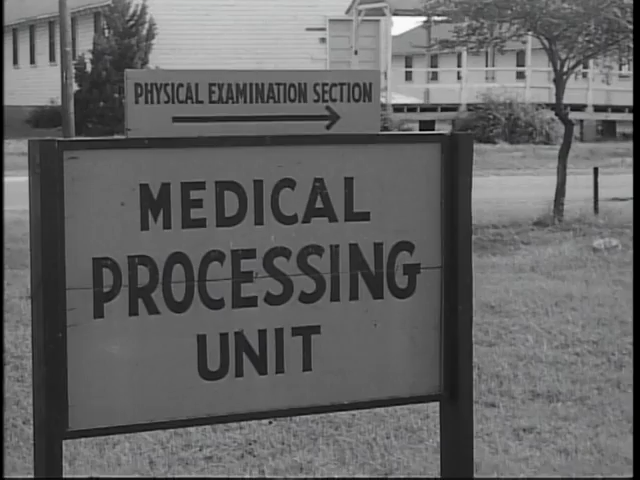 PHYSICAL EXAMINATION SECTION
MEDICAL
PROCESSING
UNIT